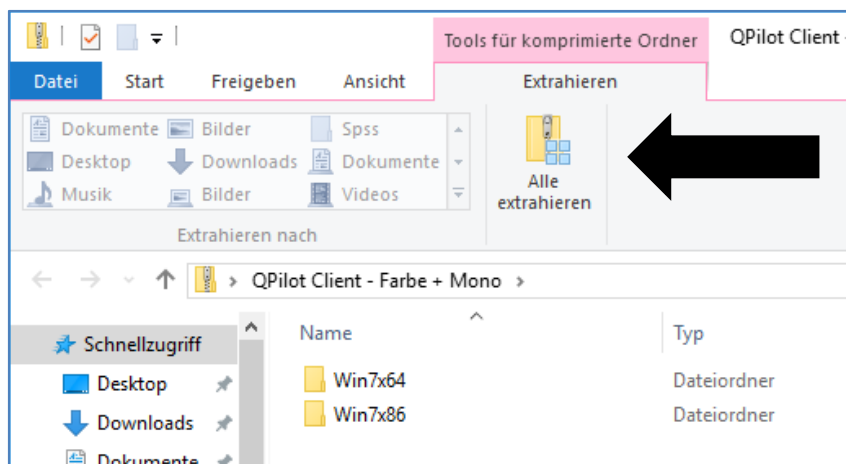 Tools für komprimierte Ordner
QPilot Client -
Datei Start Freigeben Ansicht Extrahieren
Dokumente Bilder Spss
Desktop Downloads Dokumente
Musik Bilder Videos
Alle
extrahieren
Extrahieren nach
QPilot Client - Farbe + Mono
Schnellzugriff
Desktop
Downloads
Dokumente
Name Typ
Win7x64 Dateiordner
Win7x86 Dateiordner